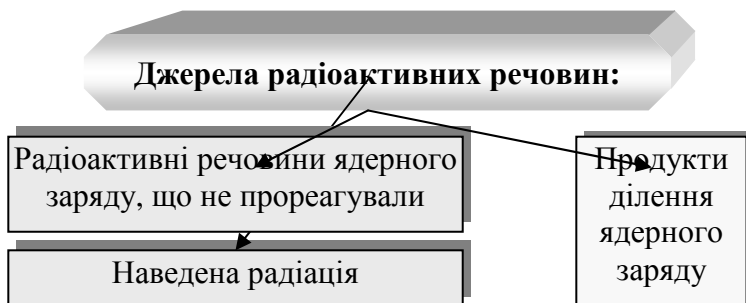 Джерела радіоактивних речовин:
Радіоактивні речовини ядерного
заряду, що не прореагували
Наведена радіація
Продукти
ділення
ядерного
заряду